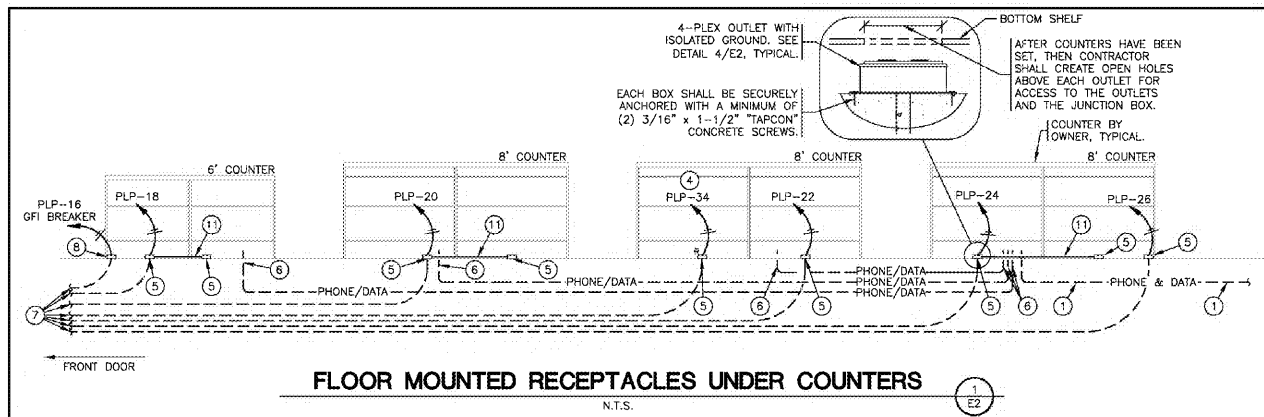 4-PLEX OUTLET WITH
ISOLATED GROUND. SEE
DETAIL 4/E2, TYPICAL.
BOTTOM SHELF
AFTER COUNTERS HAVE BEEN
SET, THEN CONTRACTOR
SHALL CREATE OPEN HOLES
ABOVE EACH OUTLET FOR
ACCESS TO THE OUTLETS
AND THE JUNCTION BOX.
EACH BOX SHALL BE SECURELY
ANCHORED WITH A MINIMUM OF
(2) 3/16" x 1-1/2" "TAPCON"
CONCRETE SCREWS.
COUNTER BY
OWNER, TYPICAL.
6' COUNTER
8' COUNTER
8' COUNTER
8' COUNTER
PLP-16
GFI BREAKER
PLP-18
PLP-20
4
PLP-34
PLP-22
PLP-24
PLP-26
8
11
11
11
5
5
5
5
6
5
5
6
5
5
6
5
5
6
1
1
PHONE/DATA
PHONE/DATA
PHONE/DATA
PHONE/DATA
PHONE/DATA
PHONE & DATA
7
FRONT DOOR
FLOOR MOUNTED RECEPTACLES UNDER COUNTERS
N.T.S.
1
E2